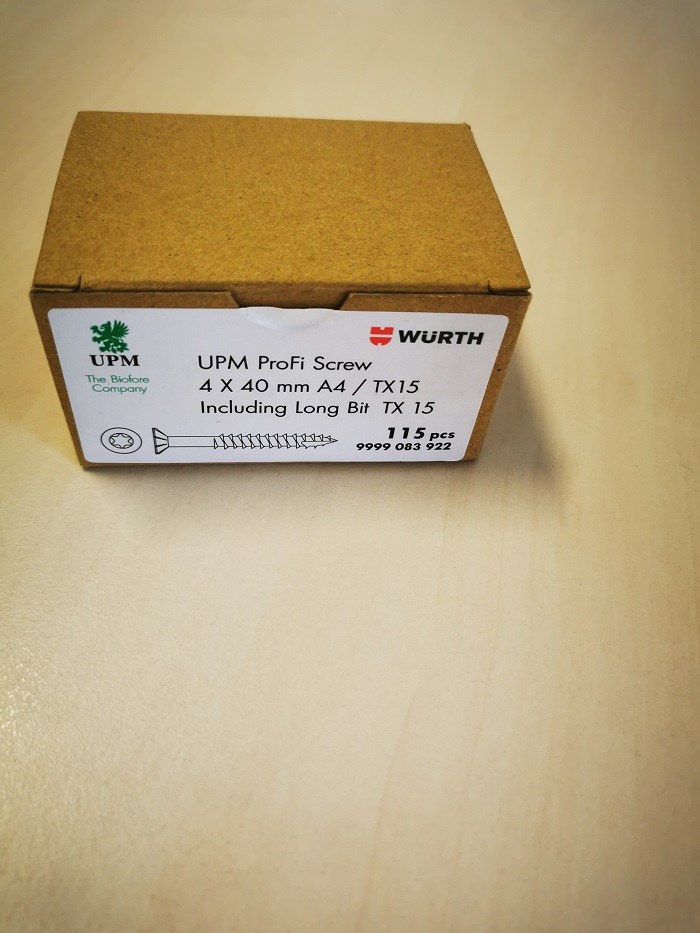 UPM
The Biofore
Company
WÜRTH
UPM ProFi Screw
4 X 40 mm A4 / TX15
Including Long Bit TX 15
115 pcs
9999 083 922